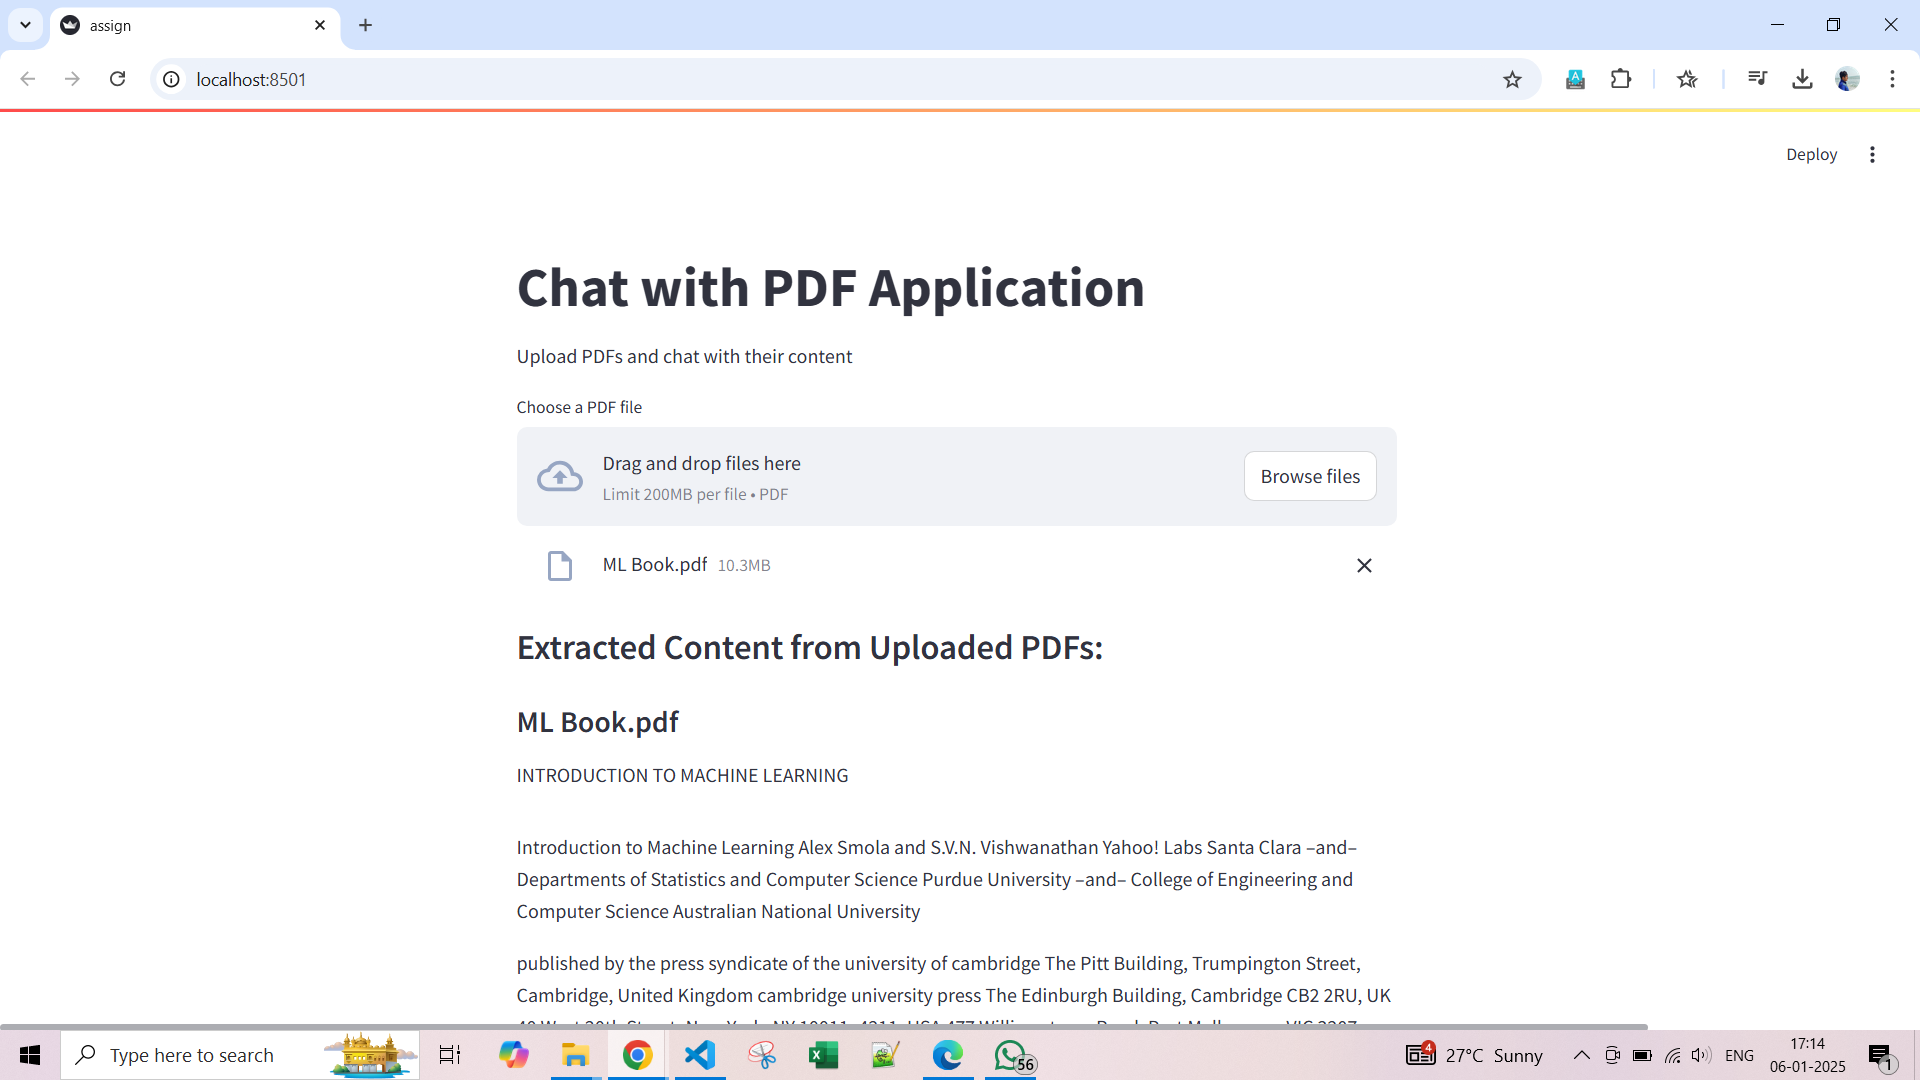 assign
localhost:8501
Deploy
Chat with PDF Application
Upload PDFs and chat with their content
Choose a PDF file
Drag and drop files here
Limit 200MB per file • PDF
Browse files
ML Book.pdf 10.3MB
Extracted Content from Uploaded PDFs:
ML Book.pdf
INTRODUCTION TO MACHINE LEARNING
Introduction to Machine Learning Alex Smola and S.V.N. Vishwanathan Yahoo! Labs Santa Clara –and–
Departments of Statistics and Computer Science Purdue University –and– College of Engineering and
Computer Science Australian National University
published by the press syndicate of the university of cambridge The Pitt Building, Trumpington Street,
Cambridge, United Kingdom cambridge university press The Edinburgh Building, Cambridge CB2 2RU, UK
Type here to search
56
4
27°C Sunny
ENG
17:14
06-01-2025
1